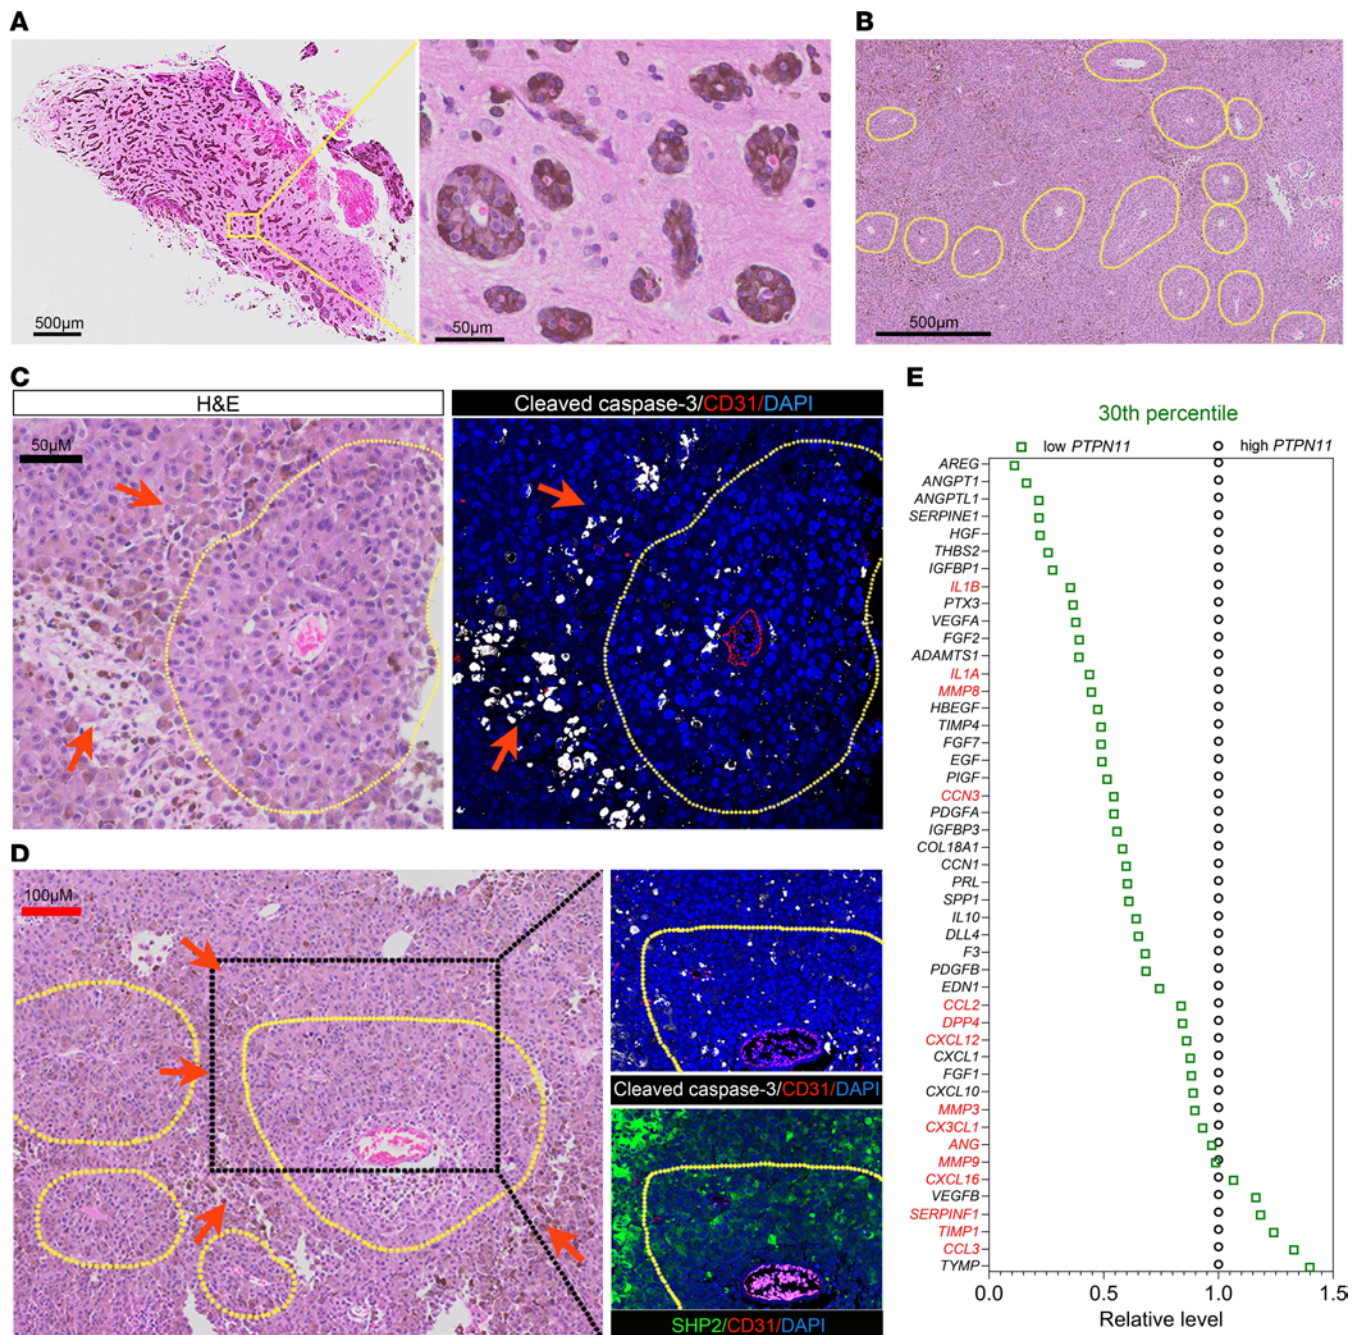 A
500µm
50µm
B
500µm
C
H&E
50µM
Cleaved caspase-3/CD31/DAPI
D
100µM
Cleaved caspase-3/CD31/DAPI
SHP2/CD31/DAPI
E
30th percentile
low PTPN11
high PTPN11
AREG
ANGPT1
ANGPTL1
SERPINE1
HGF
THBS2
IGFBP1
IL1B
PTX3
VEGFA
FGF2
ADAMTS1
IL1A
MMP8
HBEGF
TIMP4
FGF7
EGF
PIGF
CCN3
PDGFA
IGFBP3
COL18A1
CCN1
PRL
SPP1
IL10
DLL4
F3
PDGFB
EDN1
CCL2
DPP4
CXCL12
CXCL1
FGF1
CXCL10
MMP3
CX3CL1
ANG
MMP9
CXCL16
VEGFB
SERPINF1
TIMP1
CCL3
TYMP
0.0 0.5 1.0 1.5
Relative level